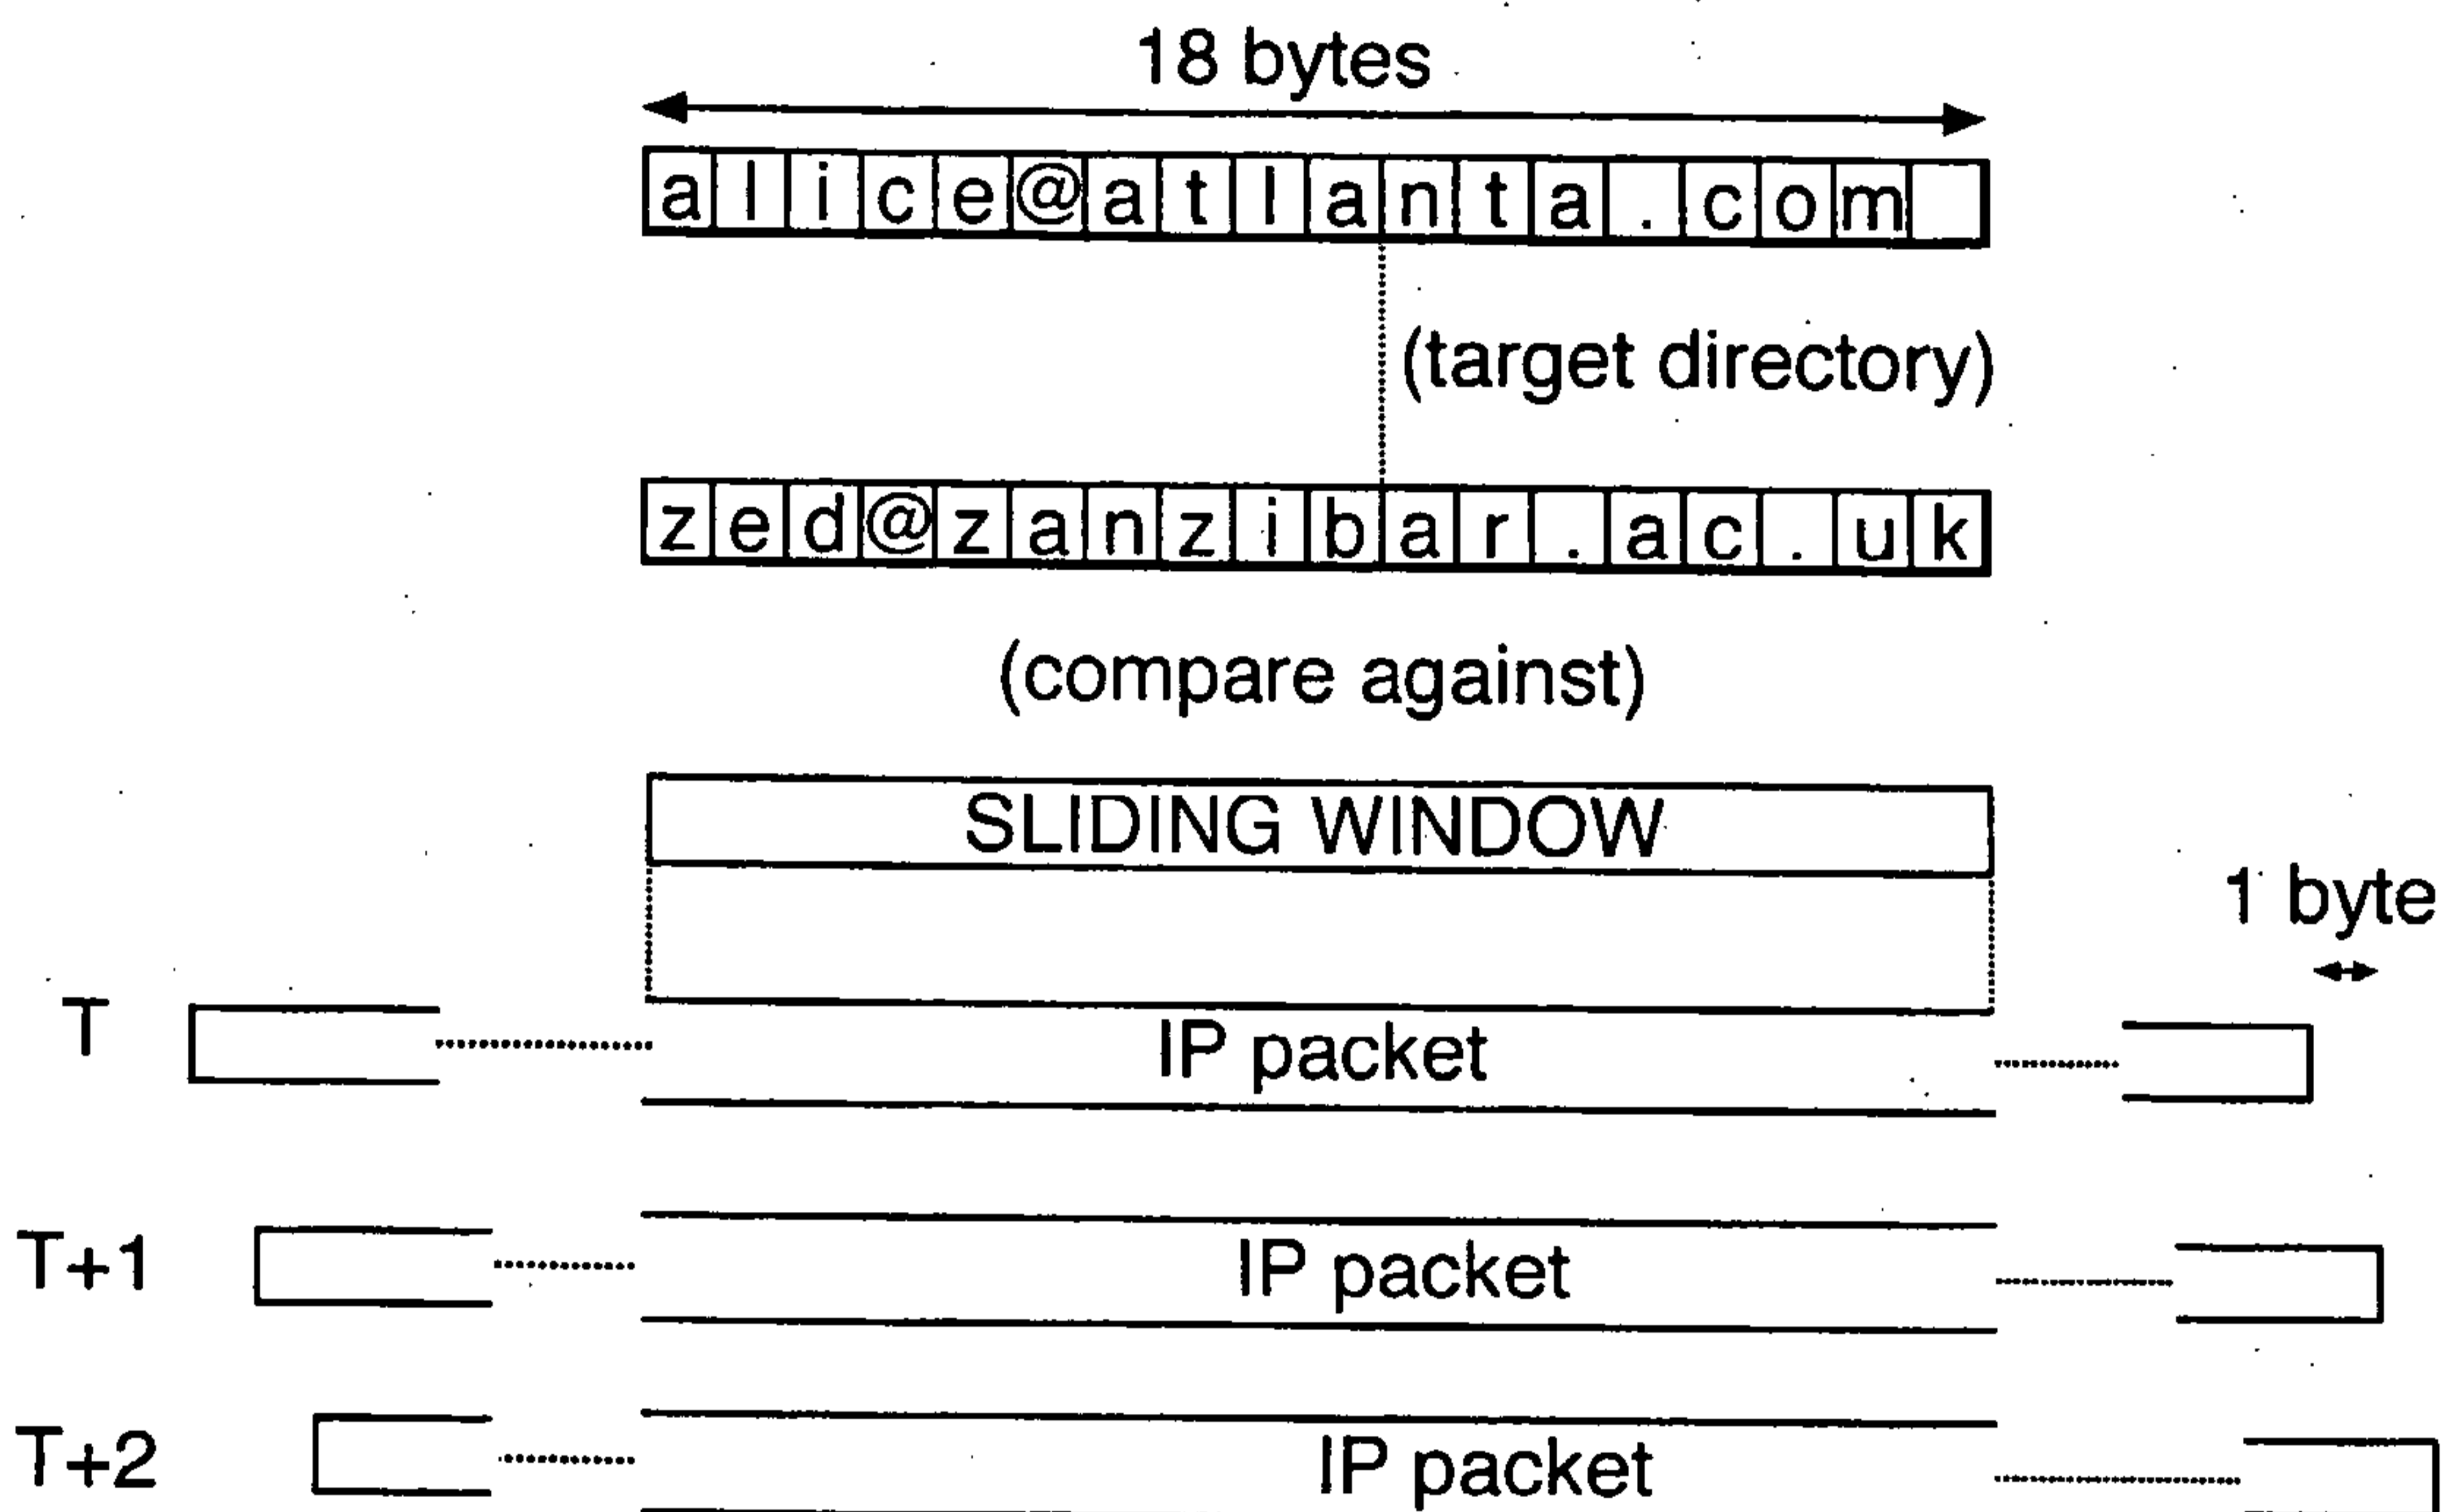 18 bytes
alice@atlanta.com
(target directory)
zed@zanzibar.ac.uk
(compare against)
SLIDING WINDOW
1 byte
T
IP packet
T+1
IP packet
T+2
IP packet